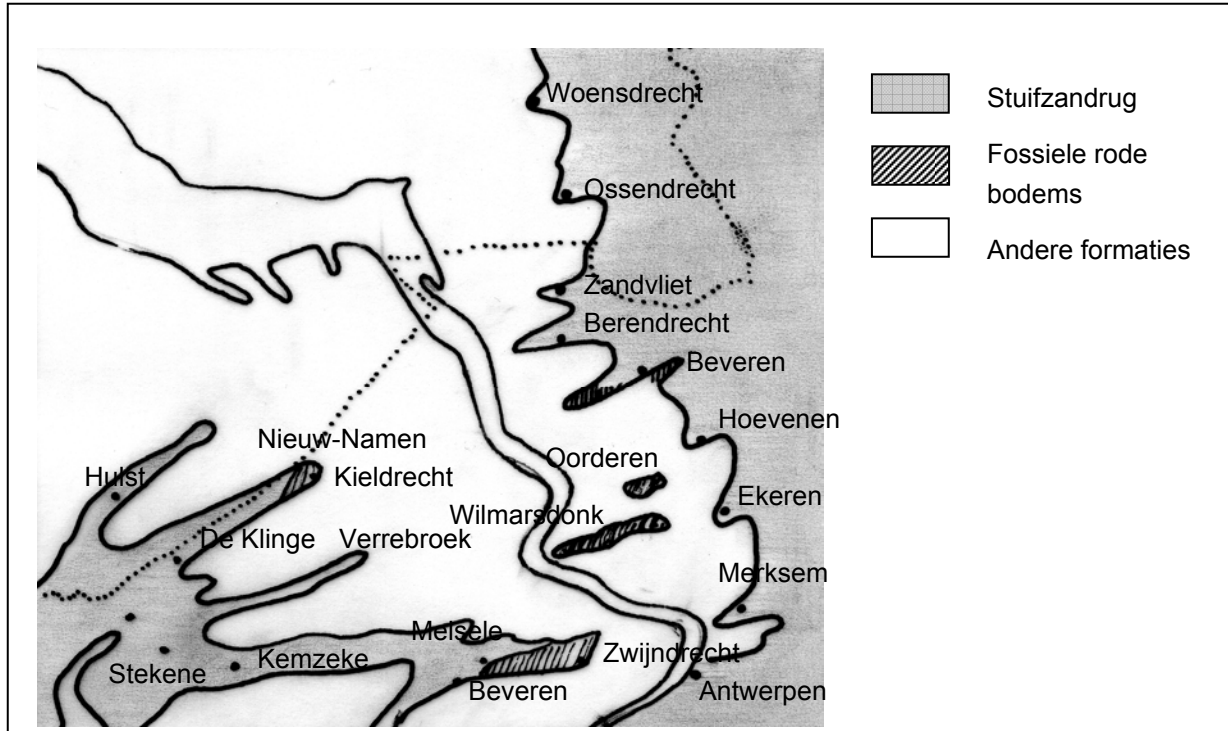 Woensdrecht
Ossendrecht
Zandvliet
Berendrecht
Beveren
Hoevenen
Nieuw-Namen
Oorderen
Hulst
Kieldrecht
Ekeren
Wilmarsdonk
De Klinge
Verrebroek
Merksem
Melsele
Zwijndrecht
Kemzeke
Stekene
Beveren
Antwerpen
Stuifzandrug
Fossiele rode
bodems
Andere formaties